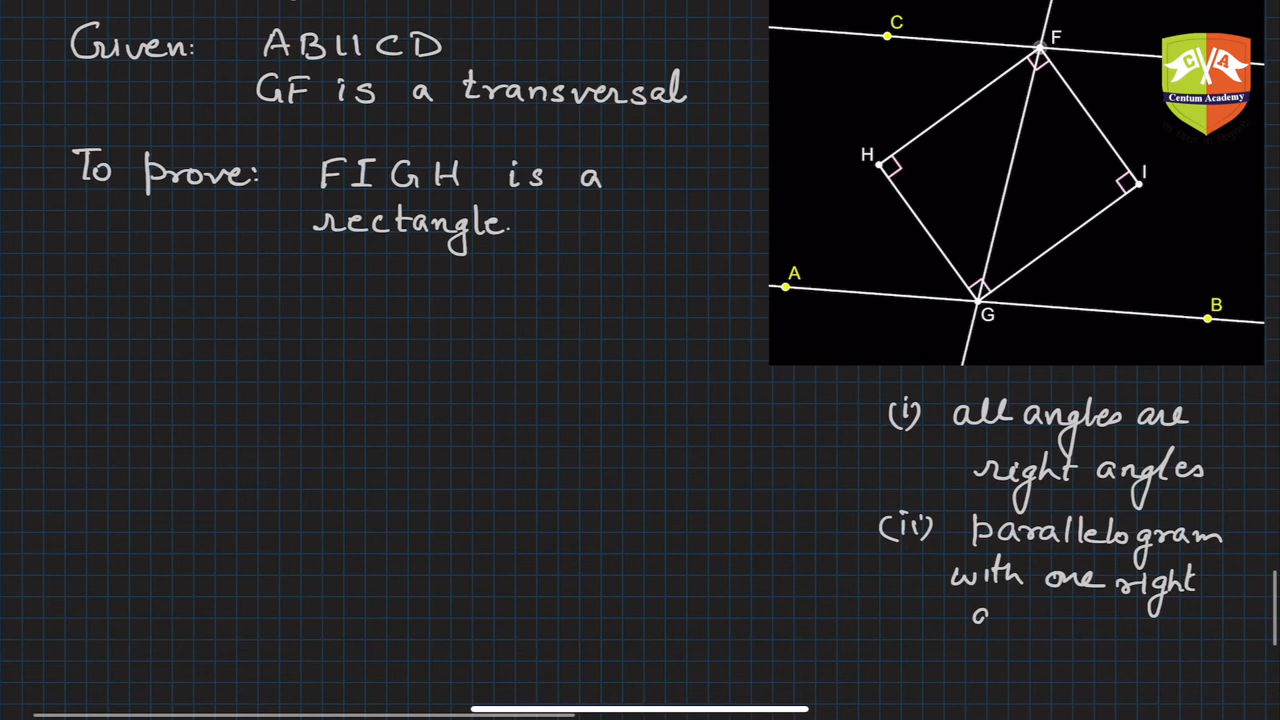 Given: AB || CD
GF is a transversal
To prove: FIGH is a
rectangle.
C
F
H
I
A
G
B
C A
Centum Academy
(i) all angles are
right angles
(ii) parallelogram
with one right
a